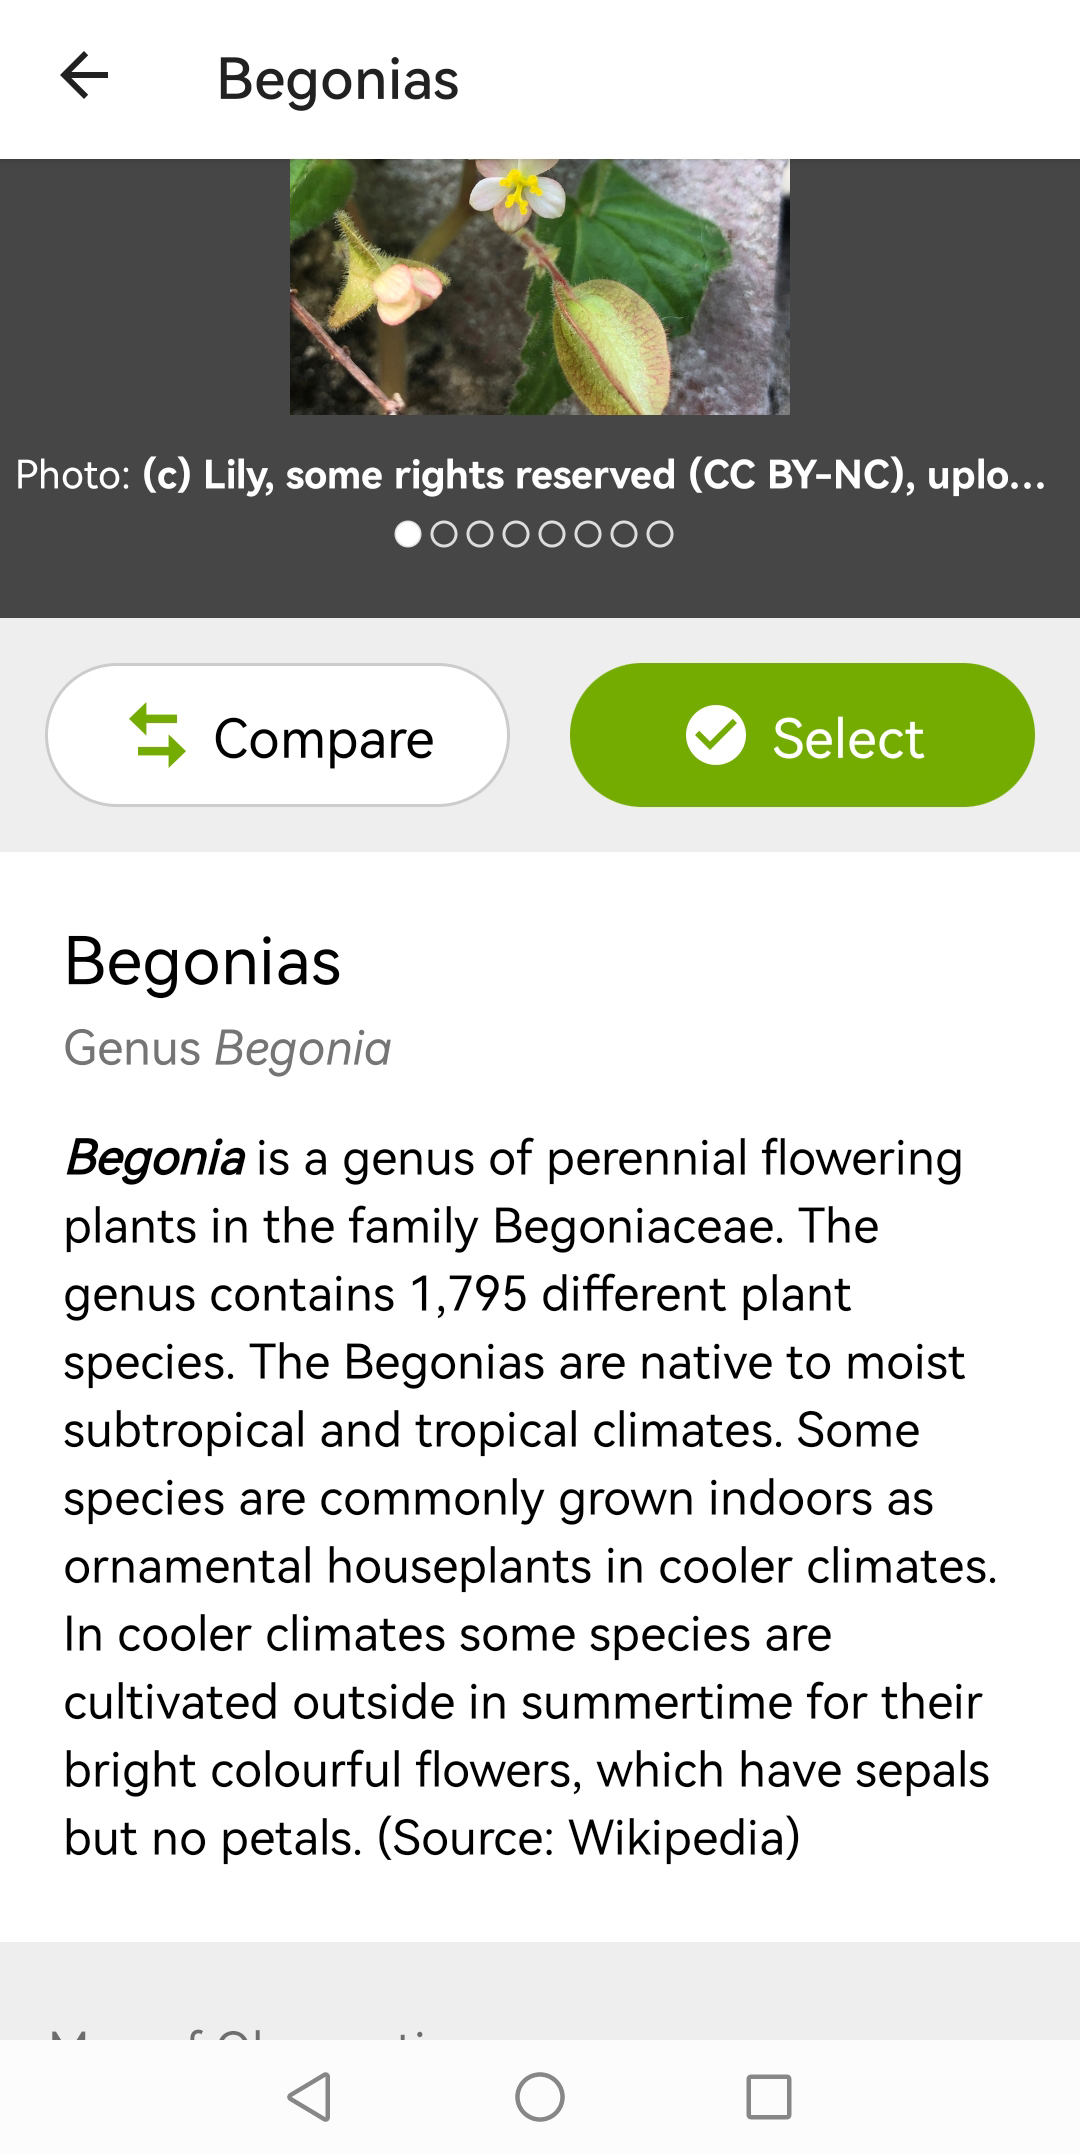 Begonias
Photo: (c) Lily, some rights reserved (CC BY-NC), uplo...
Compare
Select
Begonias
Genus Begonia
Begonia is a genus of perennial flowering
plants in the family Begoniaceae. The
genus contains 1,795 different plant
species. The Begonias are native to moist
subtropical and tropical climates. Some
species are commonly grown indoors as
ornamental houseplants in cooler climates.
In cooler climates some species are
cultivated outside in summertime for their
bright colourful flowers, which have sepals
but no petals. (Source: Wikipedia)